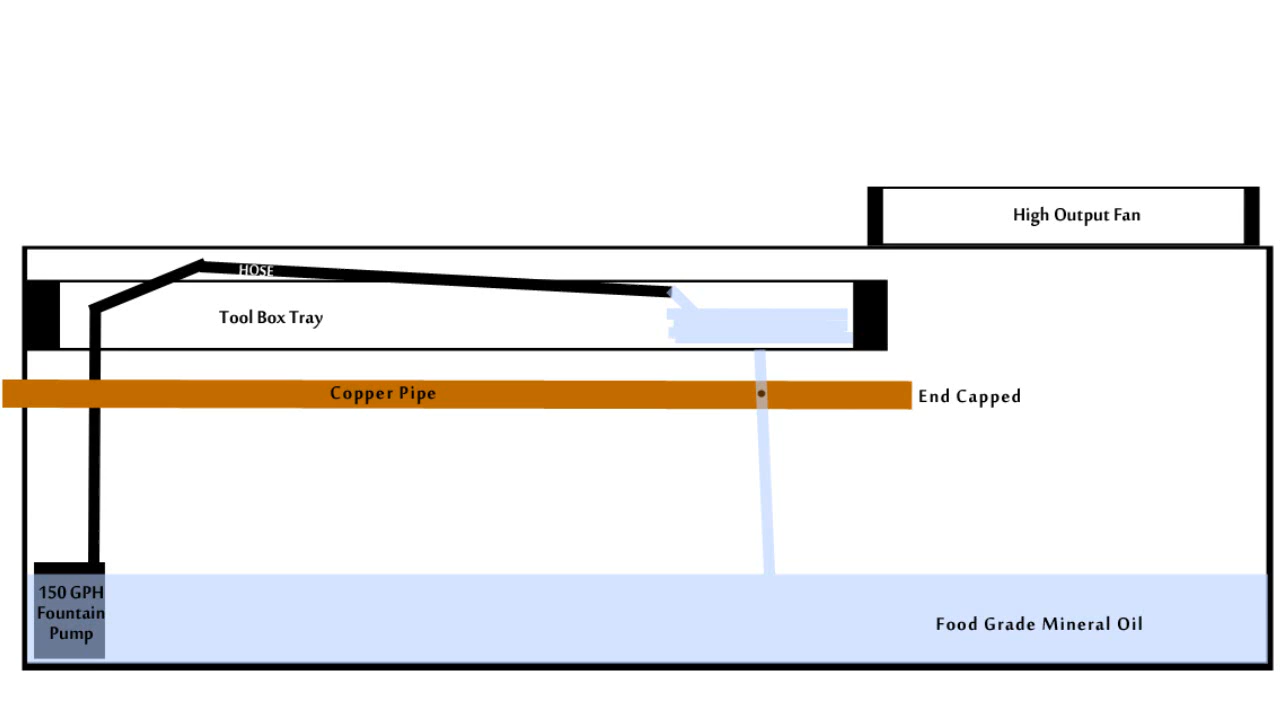 High Output Fan
HOSE
Tool Box Tray
Copper Pipe
End Capped
150 GPH
Fountain
Pump
Food Grade Mineral Oil